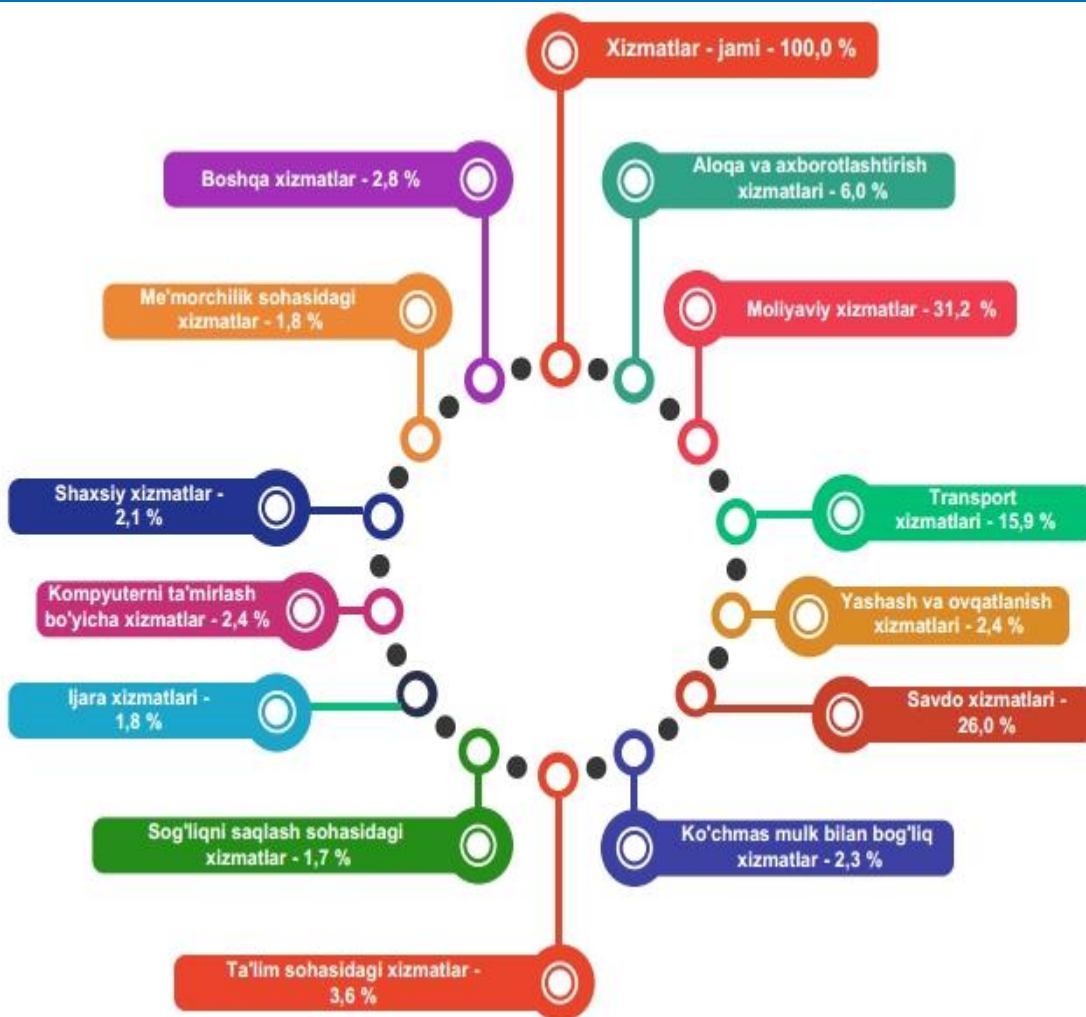 Xizmatlar - jami - 100,0 %
Boshqa xizmatlar - 2,8 %
Aloqa va axborotlashtirish
xizmatlari - 6,0 %
Me'morchilik sohasidagi
xizmatlar - 1,8 %
Moliyaviy xizmatlar - 31,2 %
Shaxsiy xizmatlar -
2,1 %
Transport
xizmatlari - 15,9 %
Kompyuterni ta'mirlash
bo'yicha xizmatlar - 2,4 %
Yashash va ovqatlanish
xizmatlari - 2,4 %
Ijara xizmatlari -
1,8 %
Savdo xizmatlari -
26,0 %
Sog'liqni saqlash sohasidagi
xizmatlar - 1,7 %
Ko'chmas mulk bilan bog'liq
xizmatlar - 2,3 %
Ta'lim sohasidagi xizmatlar -
3,6 %